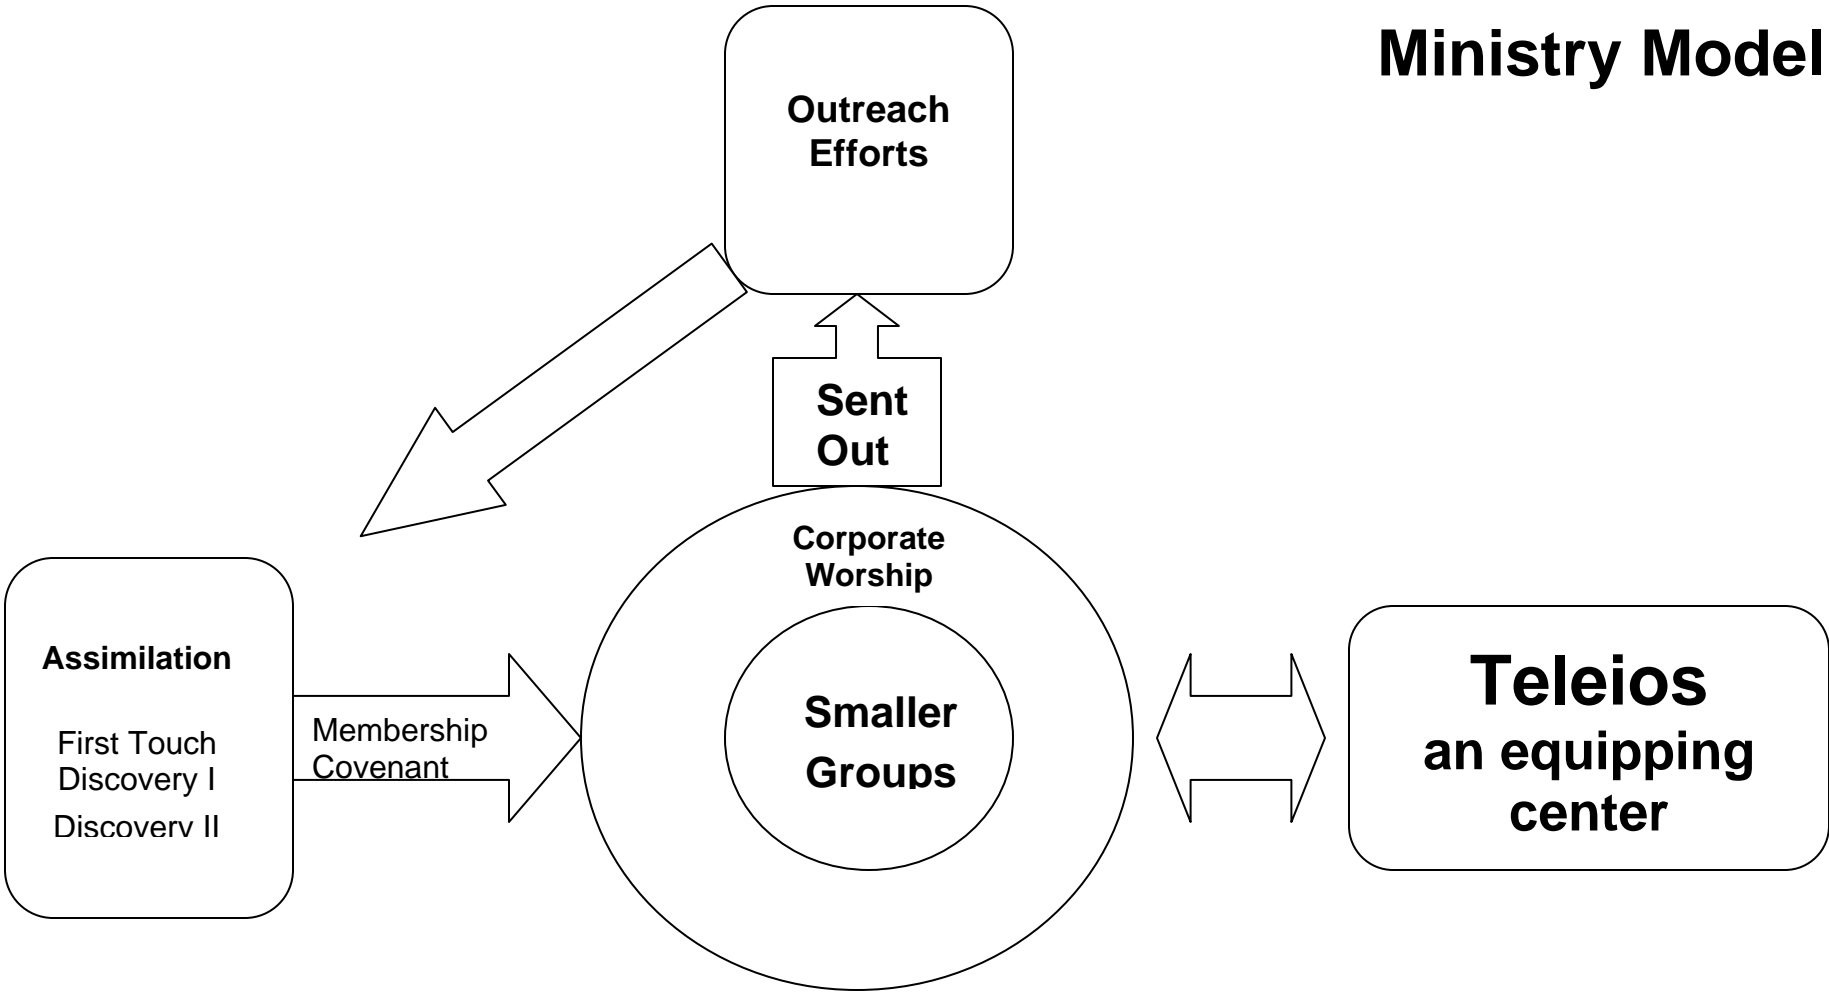 Ministry Model
Outreach
Efforts
Sent
Out
Corporate
Worship
Assimilation
First Touch
Discovery I
Discovery II
Membership
Covenant
Smaller
Groups
Teleios
an equipping
center